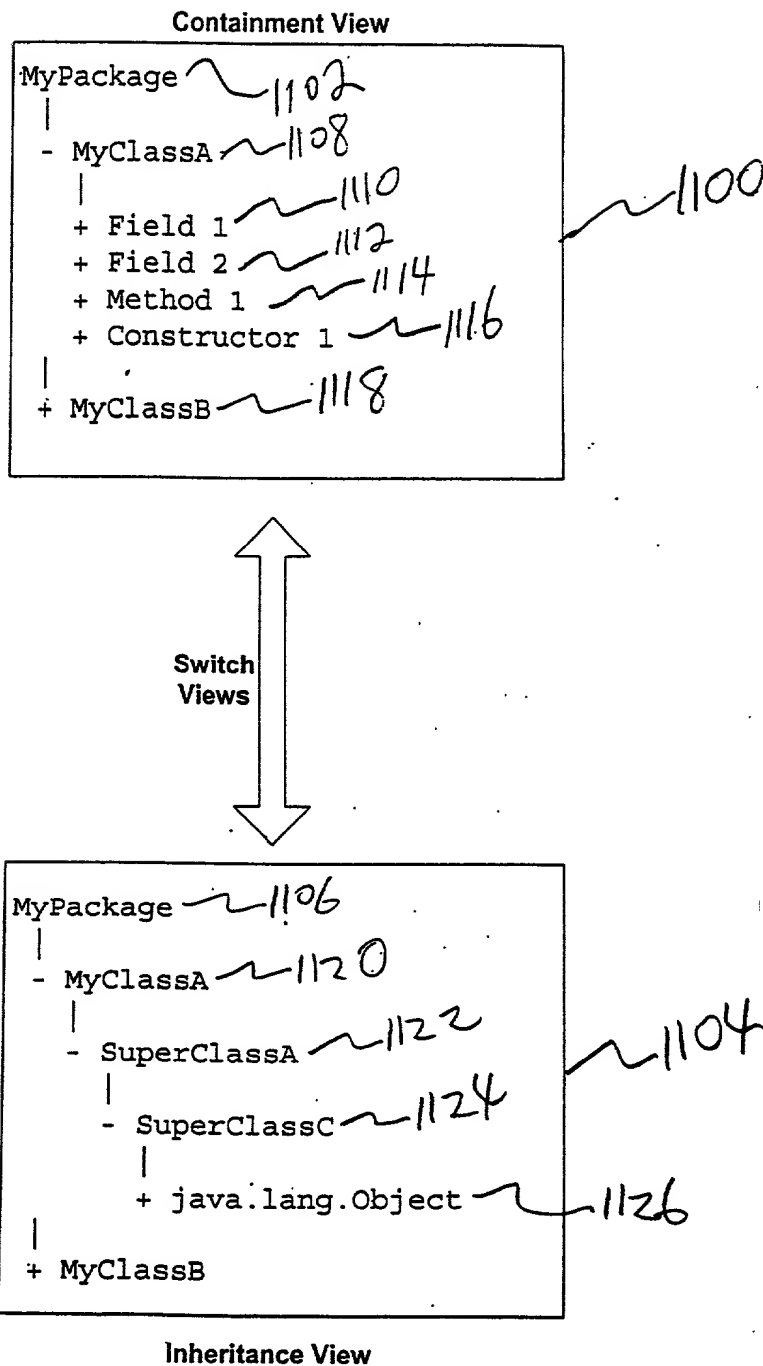 Containment View
MyPackage 1102
- MyClassA 1108
+ Field 1 1110
+ Field 2 1112
+ Method 1 1114
+ Constructor 1 1116
+ MyClassB 1118
1100
Switch
Views
MyPackage 1106
- MyClassA 1120
- SuperClassA 1122
- SuperClassC 1124
+ java.lang.Object 1126
+ MyClassB
1104
Inheritance View